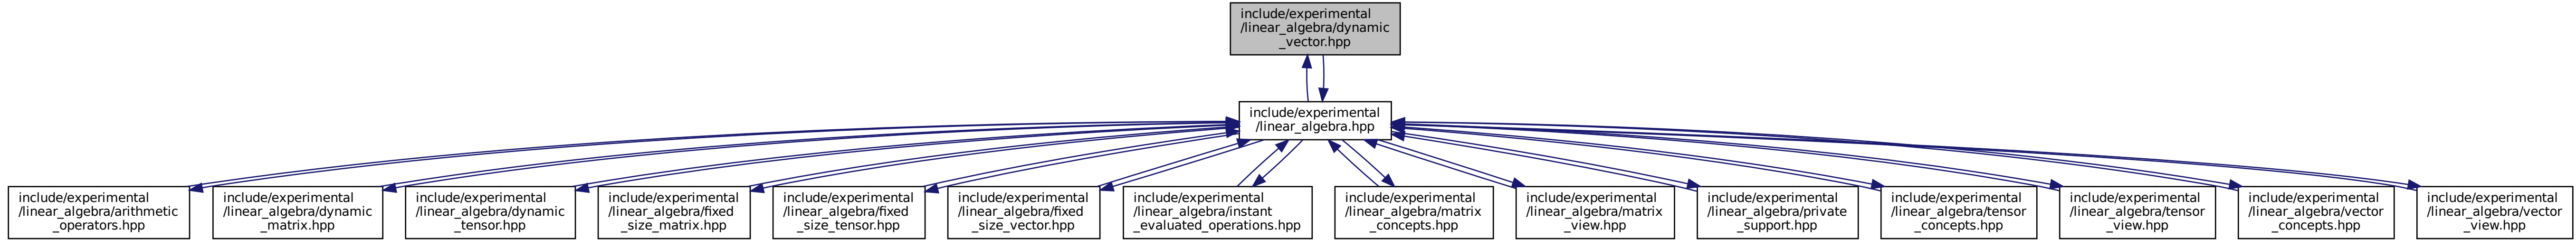 include/experimental
/linear_algebra/dynamic
_vector.hpp
include/experimental
/linear_algebra.hpp
include/experimental
/linear_algebra/arithmetic
_operators.hpp
include/experimental
/linear_algebra/dynamic
_matrix.hpp
include/experimental
/linear_algebra/dynamic
_tensor.hpp
include/experimental
/linear_algebra/fixed
_size_matrix.hpp
include/experimental
/linear_algebra/fixed
_size_tensor.hpp
include/experimental
/linear_algebra/fixed
_size_vector.hpp
include/experimental
/linear_algebra/instant
_evaluated_operations.hpp
include/experimental
/linear_algebra/matrix
_concepts.hpp
include/experimental
/linear_algebra/matrix
_view.hpp
include/experimental
/linear_algebra/private
_support.hpp
include/experimental
/linear_algebra/tensor
_concepts.hpp
include/experimental
/linear_algebra/tensor
_view.hpp
include/experimental
/linear_algebra/vector
_concepts.hpp
include/experimental
/linear_algebra/vector
_view.hpp